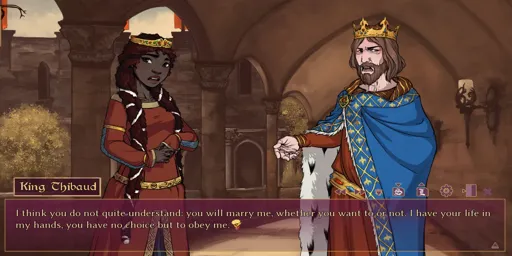 King Thibaud
I think you do not quite understand: you will marry me, whether you want to or not. I have your life in
my hands, you have no choice but to obey me.